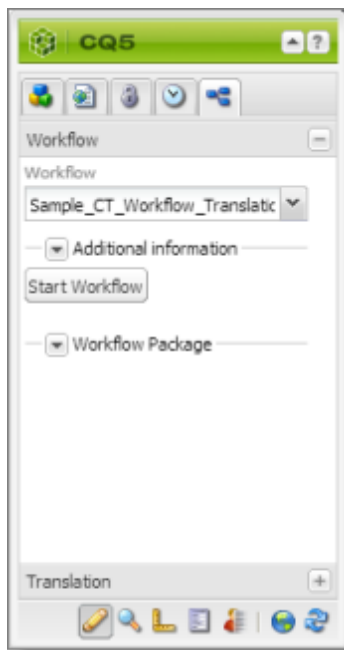 CQ5
?
Workflow
Workflow
Sample_CT_Workflow_Translatic
Additional information
Start Workflow
Workflow Package
Translation